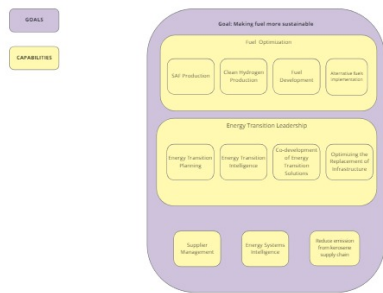 GOALS
CAPABILITIES
Goal: Making fuel more sustainable
Fuel Optimisation
SAF Production
Clean Hydrogen
Production
Fuel
Development
Alternative fuels
implementation
Energy Transition Leadership
Energy Transition
Planning
Energy Transition
Intelligence
Co-development
of Energy
Transition
Solutions
Optimizing the
Replacement of
Infrastructure
Supplier
Management
Energy Systems
Intelligence
Reduce emission
from kerosene
supply chain